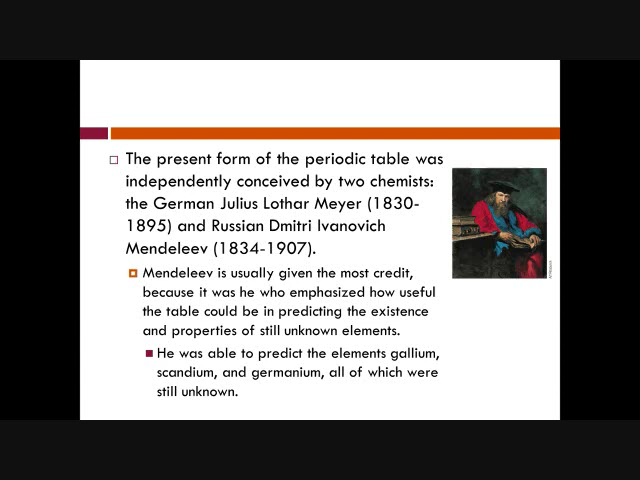 The present form of the periodic table was
independently conceived by two chemists:
the German Julius Lothar Meyer (1830-
1895) and Russian Dmitri Ivanovich
Mendeleev (1834-1907).
Mendeleev is usually given the most credit,
because it was he who emphasized how useful
the table could be in predicting the existence
and properties of still unknown elements.
He was able to predict the elements gallium,
scandium, and germanium, all of which were
still unknown.